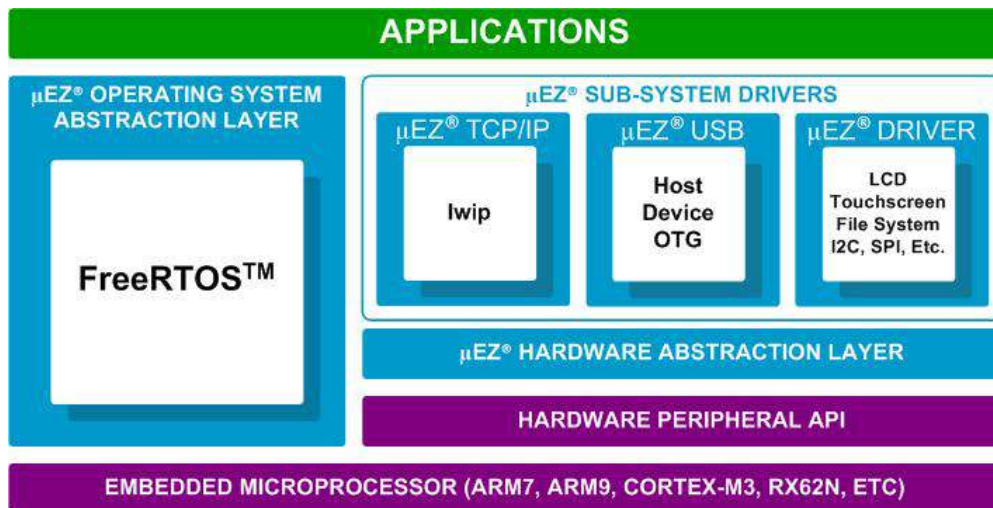 APPLICATIONS
µEZ® OPERATING SYSTEM
ABSTRACTION LAYER
FreeRTOS™
µEZ® SUB-SYSTEM DRIVERS
µEZ® TCP/IP
lwip
µEZ® USB
Host
Device
OTG
µEZ® DRIVER
LCD
Touchscreen
File System
I2C, SPI, Etc.
µEZ® HARDWARE ABSTRACTION LAYER
HARDWARE PERIPHERAL API
EMBEDDED MICROPROCESSOR (ARM7, ARM9, CORTEX-M3, RX62N, ETC)